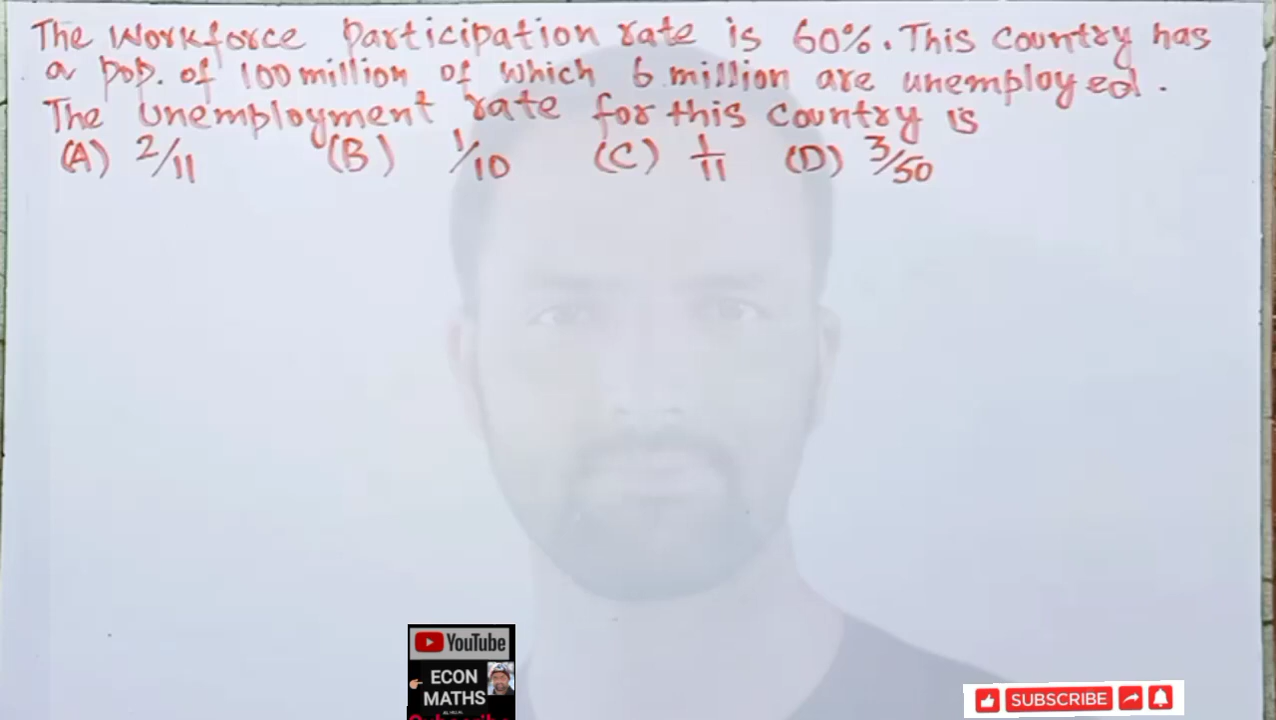 The Workforce Participation rate is 60%. This country has
a pop. of 100 million of which 6 million are unemployed.
The Unemployment rate for this country is
(A) 2/11 (B) 1/10 (C) 1/11 (D) 3/50
YouTube
ECON
MATHS
SUBSCRIBE